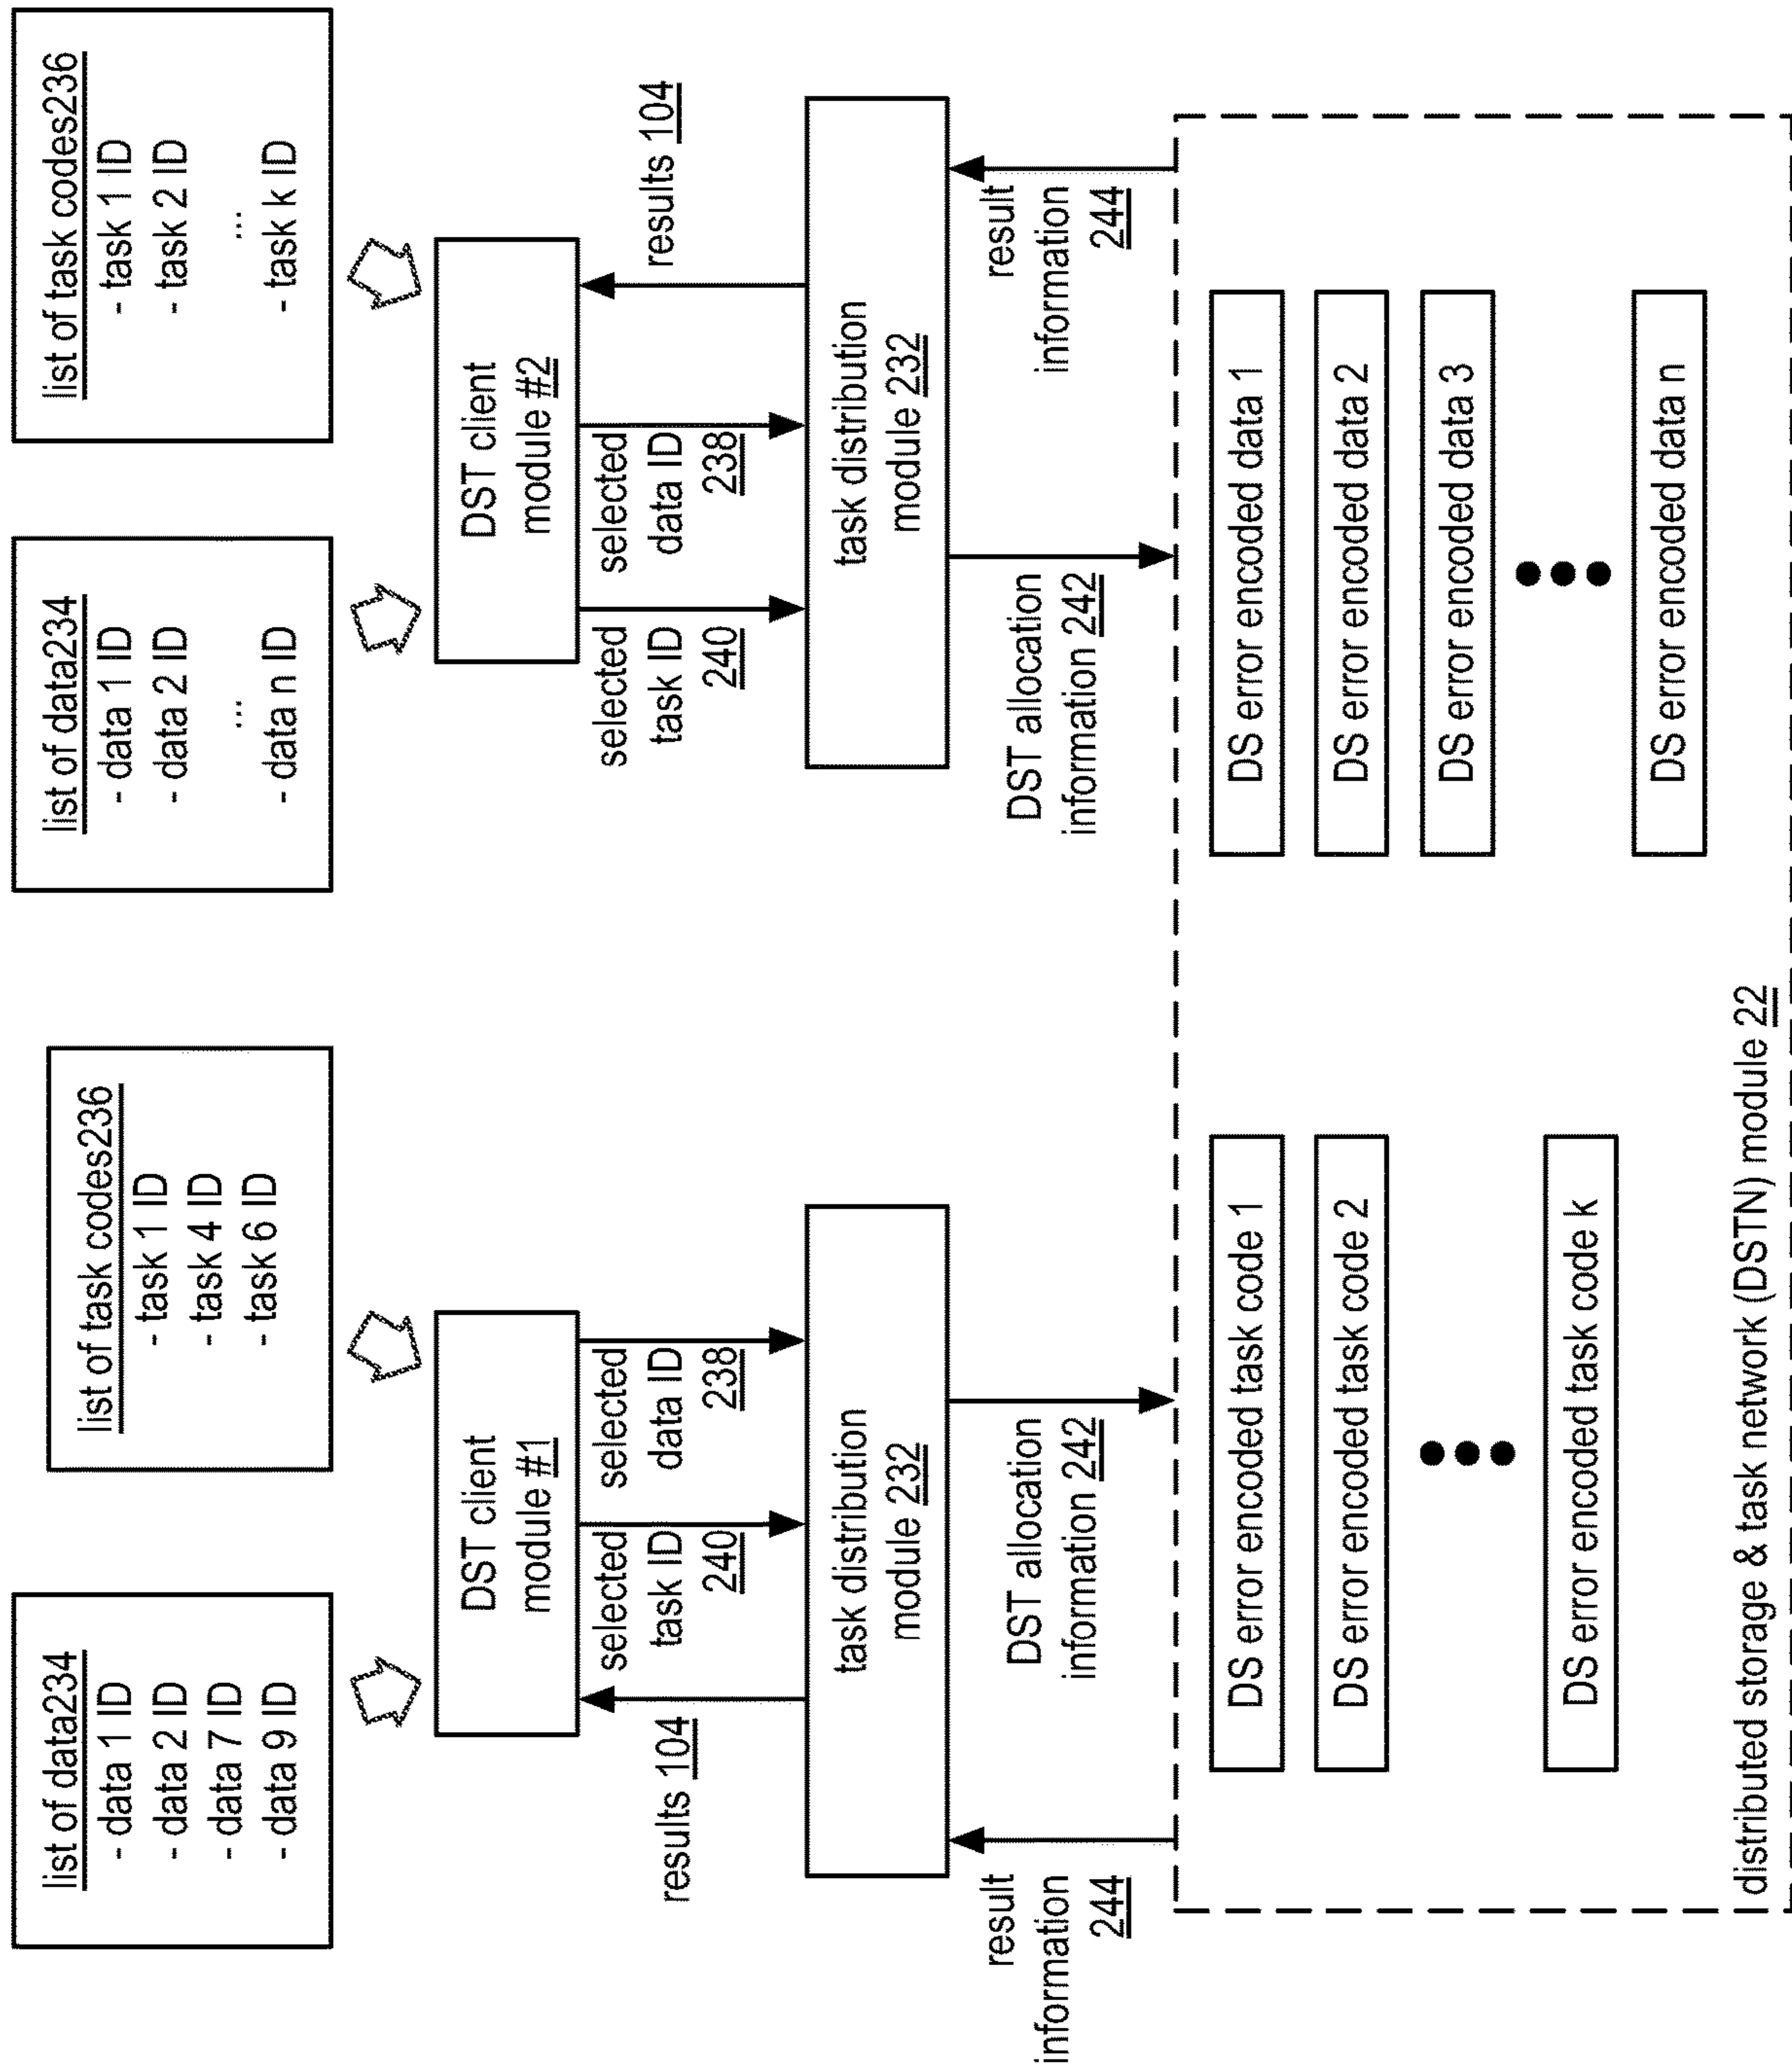 list of data234
- data 1 ID
- data 2 ID
- data 7 ID
- data 9 ID
list of task codes236
- task 1 ID
- task 4 ID
- task 6 ID
list of data234
- data 1 ID
- data 2 ID
...
- data n ID
list of task codes236
- task 1 ID
- task 2 ID
...
- task k ID
DST client
module #1
DST client
module #2
results 104
selected
task ID
240
selected
data ID
238
selected
task ID
240
selected
data ID
238
results 104
task distribution
module 232
task distribution
module 232
result
information
244
DST allocation
information 242
DST allocation
information 242
result
information
244
DS error encoded task code 1
DS error encoded task code 2
DS error encoded task code k
DS error encoded data 1
DS error encoded data 2
DS error encoded data 3
DS error encoded data n
distributed storage & task network (DSTN) module 22